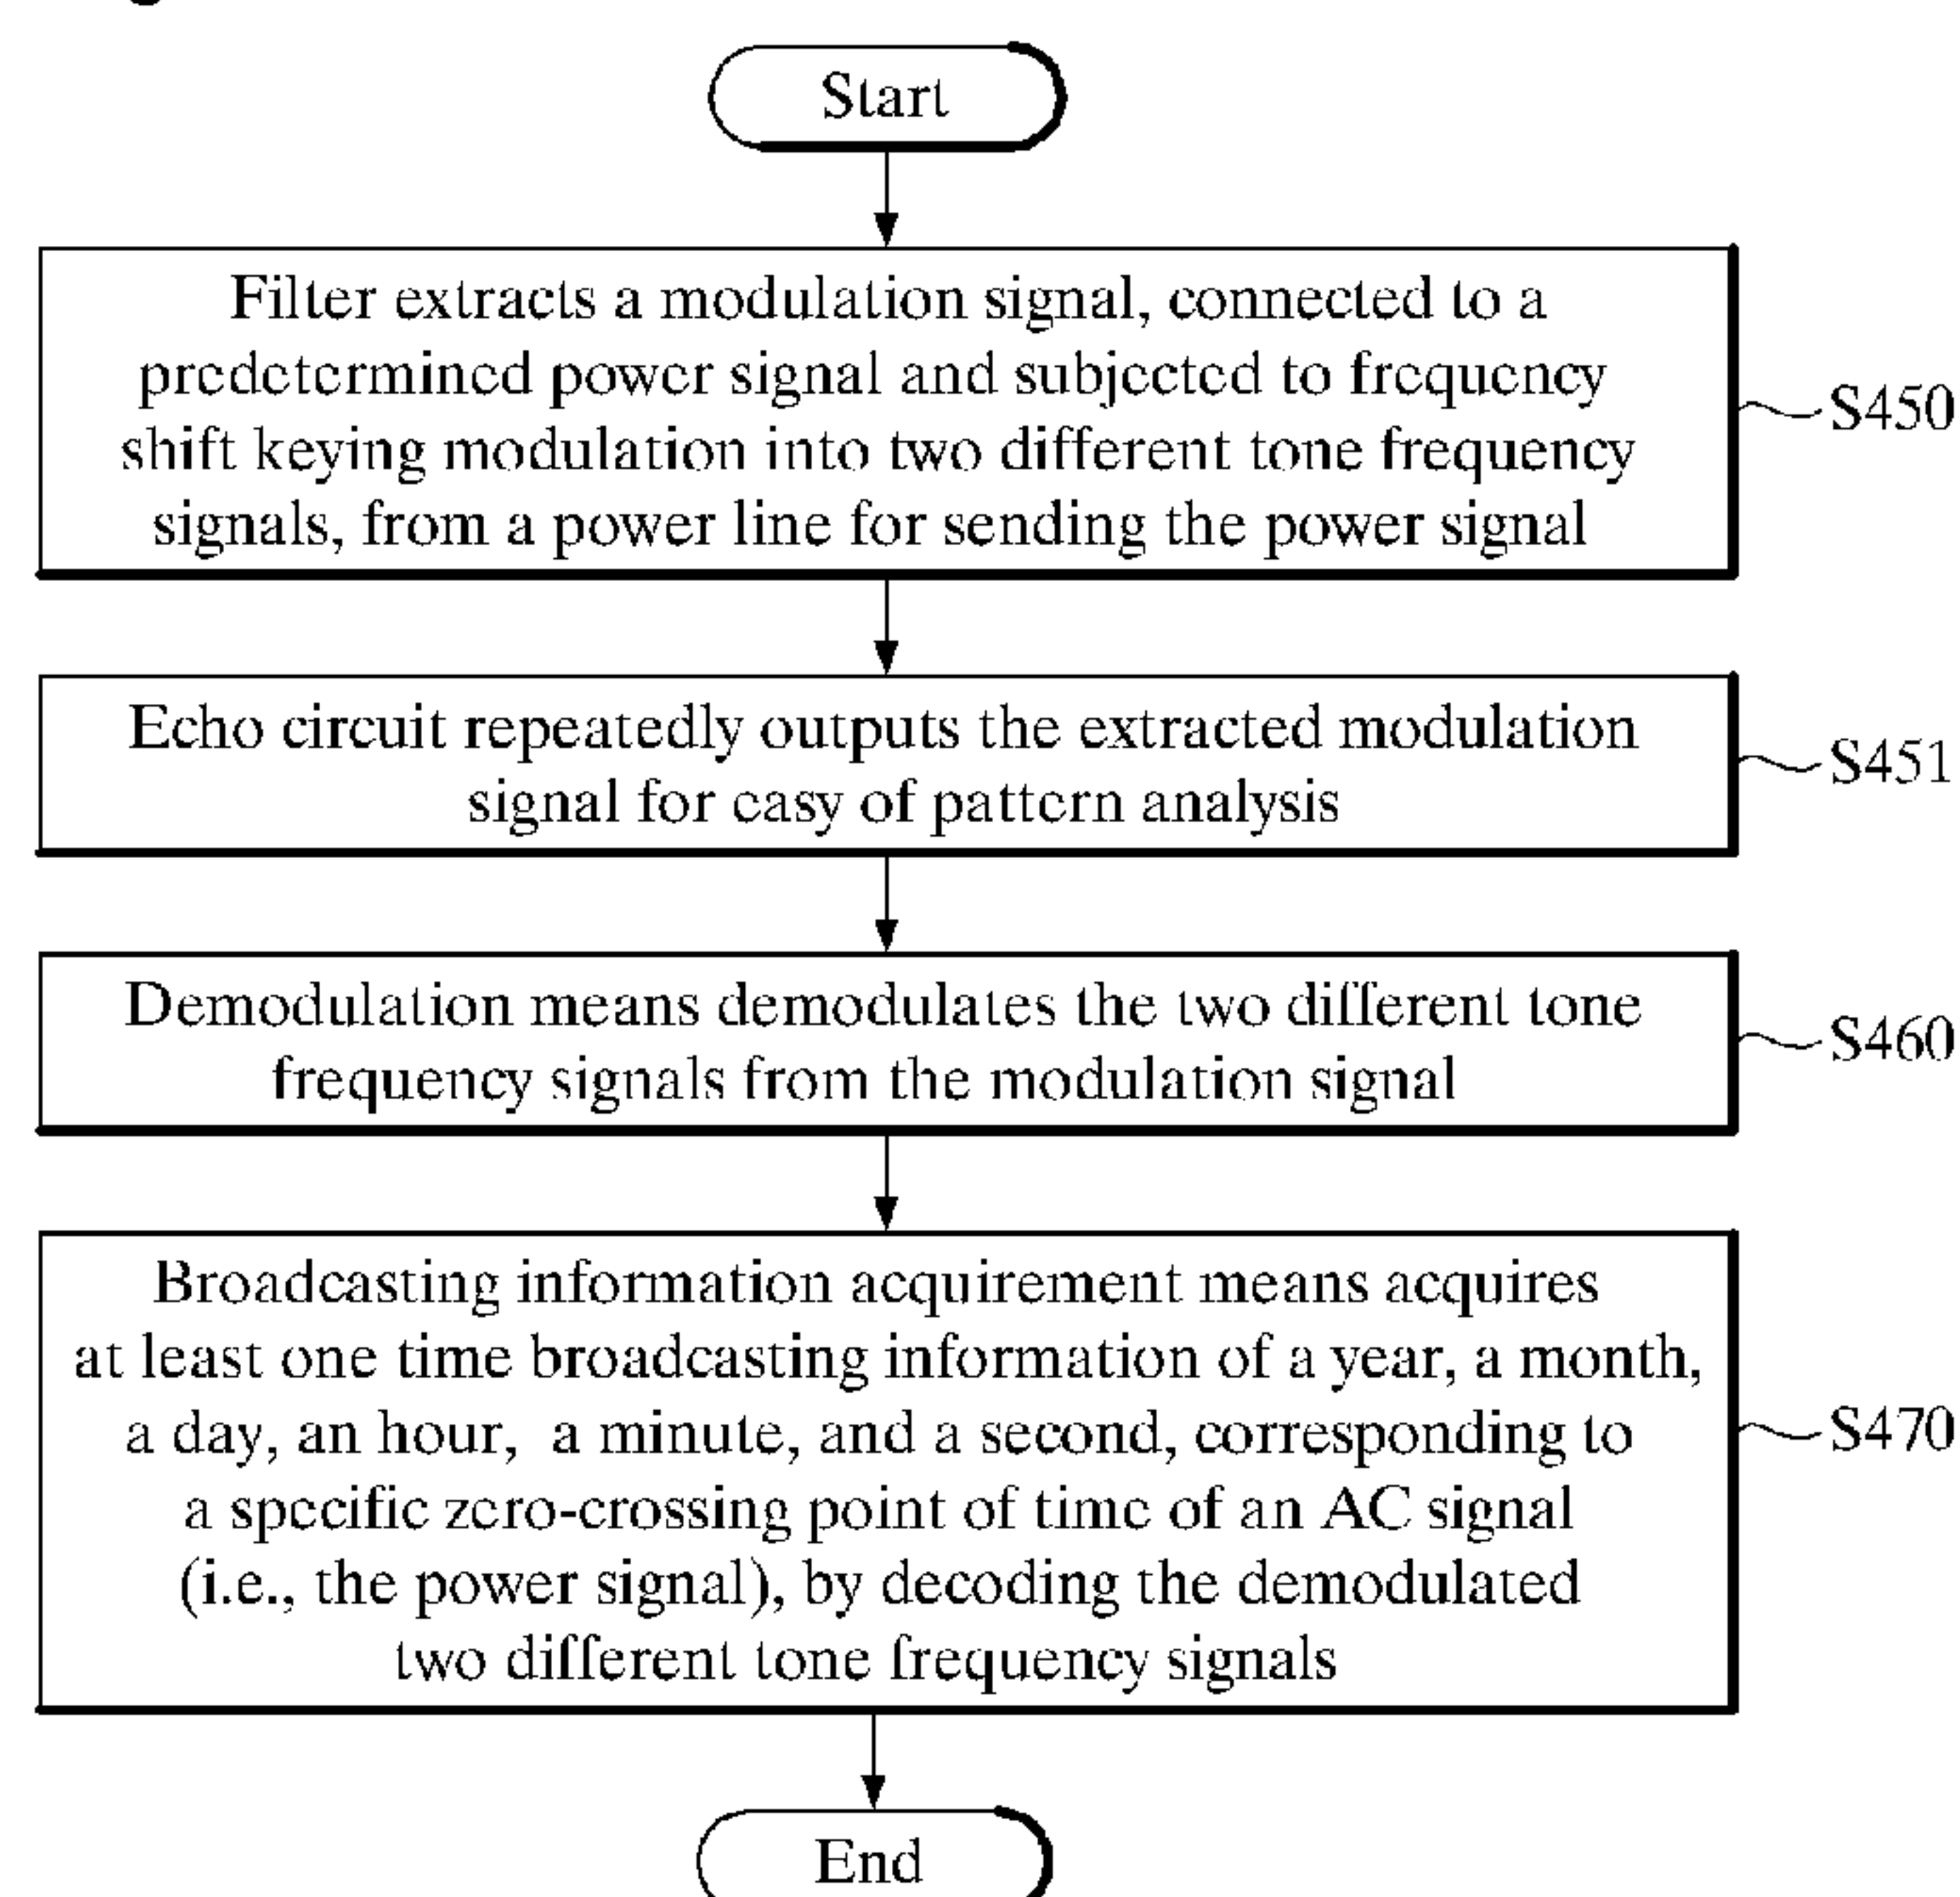 Start
Filter extracts a modulation signal, connected to a
predetermined power signal and subjected to frequency
shift keying modulation into two different tone frequency
signals, from a power line for sending the power signal
S450
Echo circuit repeatedly outputs the extracted modulation
signal for easy of pattern analysis
S451
Demodulation means demodulates the two different tone
frequency signals from the modulation signal
S460
Broadcasting information acquirement means acquires
at least one time broadcasting information of a year, a month,
a day, an hour, a minute, and a second, corresponding to
a specific zero-crossing point of time of an AC signal
(i.e., the power signal), by decoding the demodulated
two different tone frequency signals
S470
End